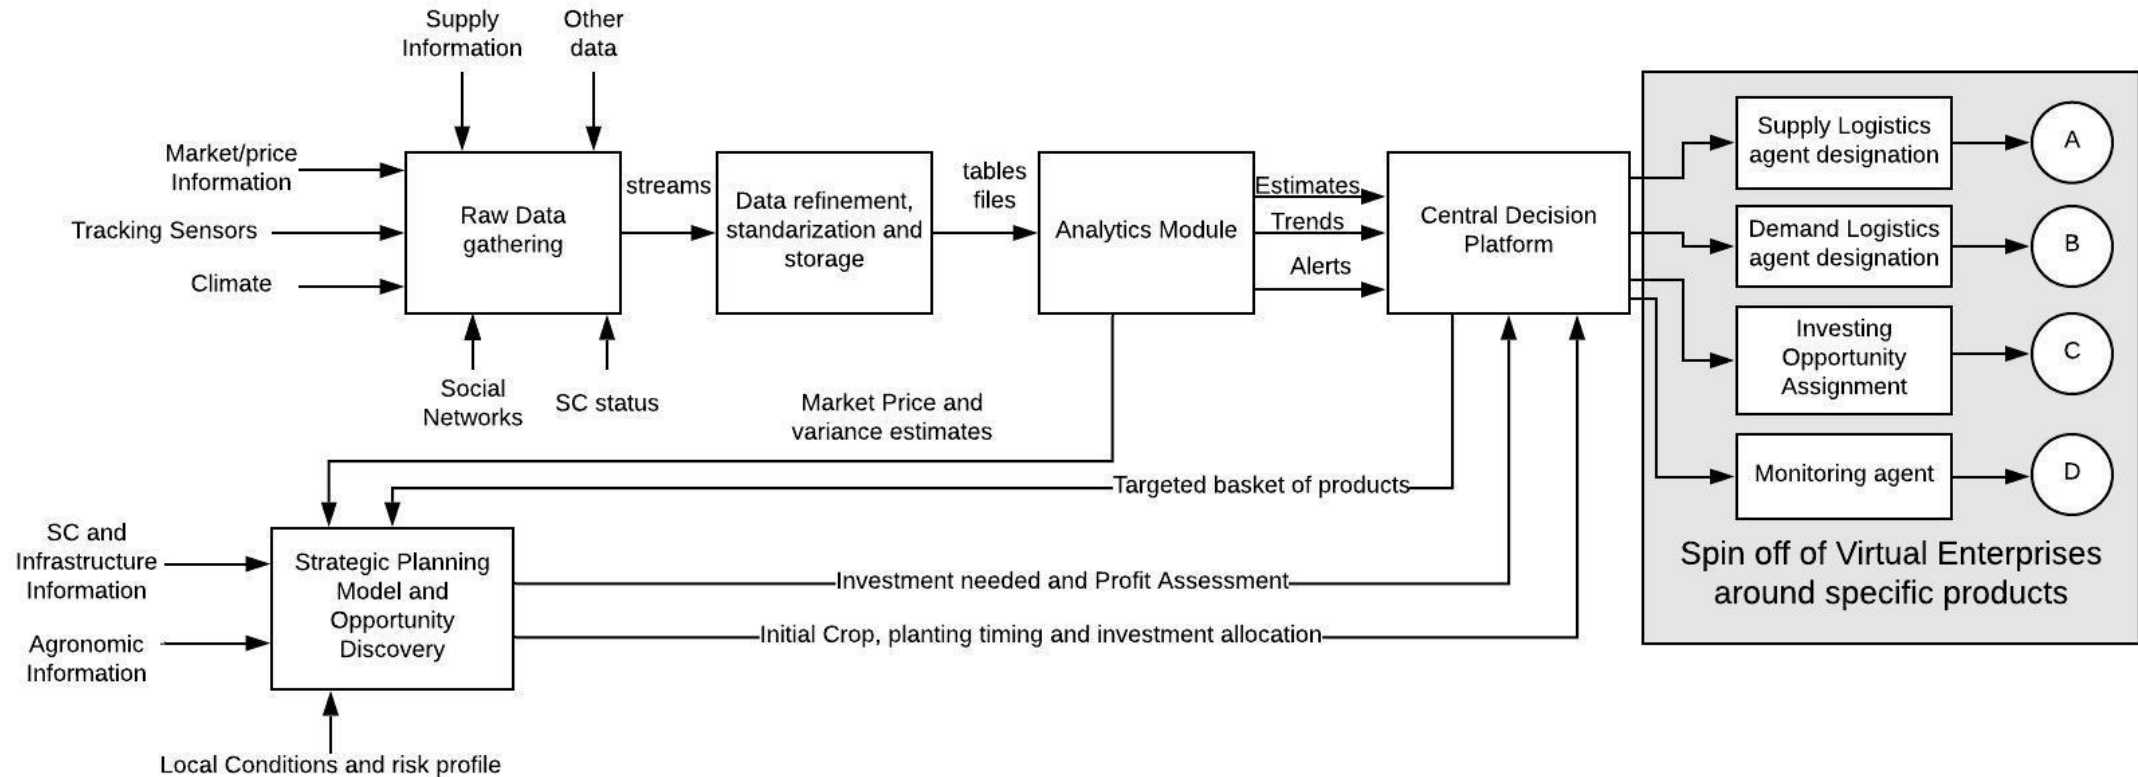 Supply
Information
Other
data
Market/price
Information
Tracking Sensors
Climate
Raw Data
gathering
streams
Data refinement,
standarization and
storage
tables
files
Analytics Module
Estimates
Trends
Alerts
Central Decision
Platform
Supply Logistics
agent designation
A
Demand Logistics
agent designation
B
Investing
Opportunity
Assignment
C
Monitoring agent
D
Spin off of Virtual Enterprises
around specific products
Social
Networks
SC status
Market Price and
variance estimates
Targeted basket of products
SC and
Infrastructure
Information
Agronomic
Information
Strategic Planning
Model and
Opportunity
Discovery
Investment needed and Profit Assessment
Initial Crop, planting timing and investment allocation
Local Conditions and risk profile